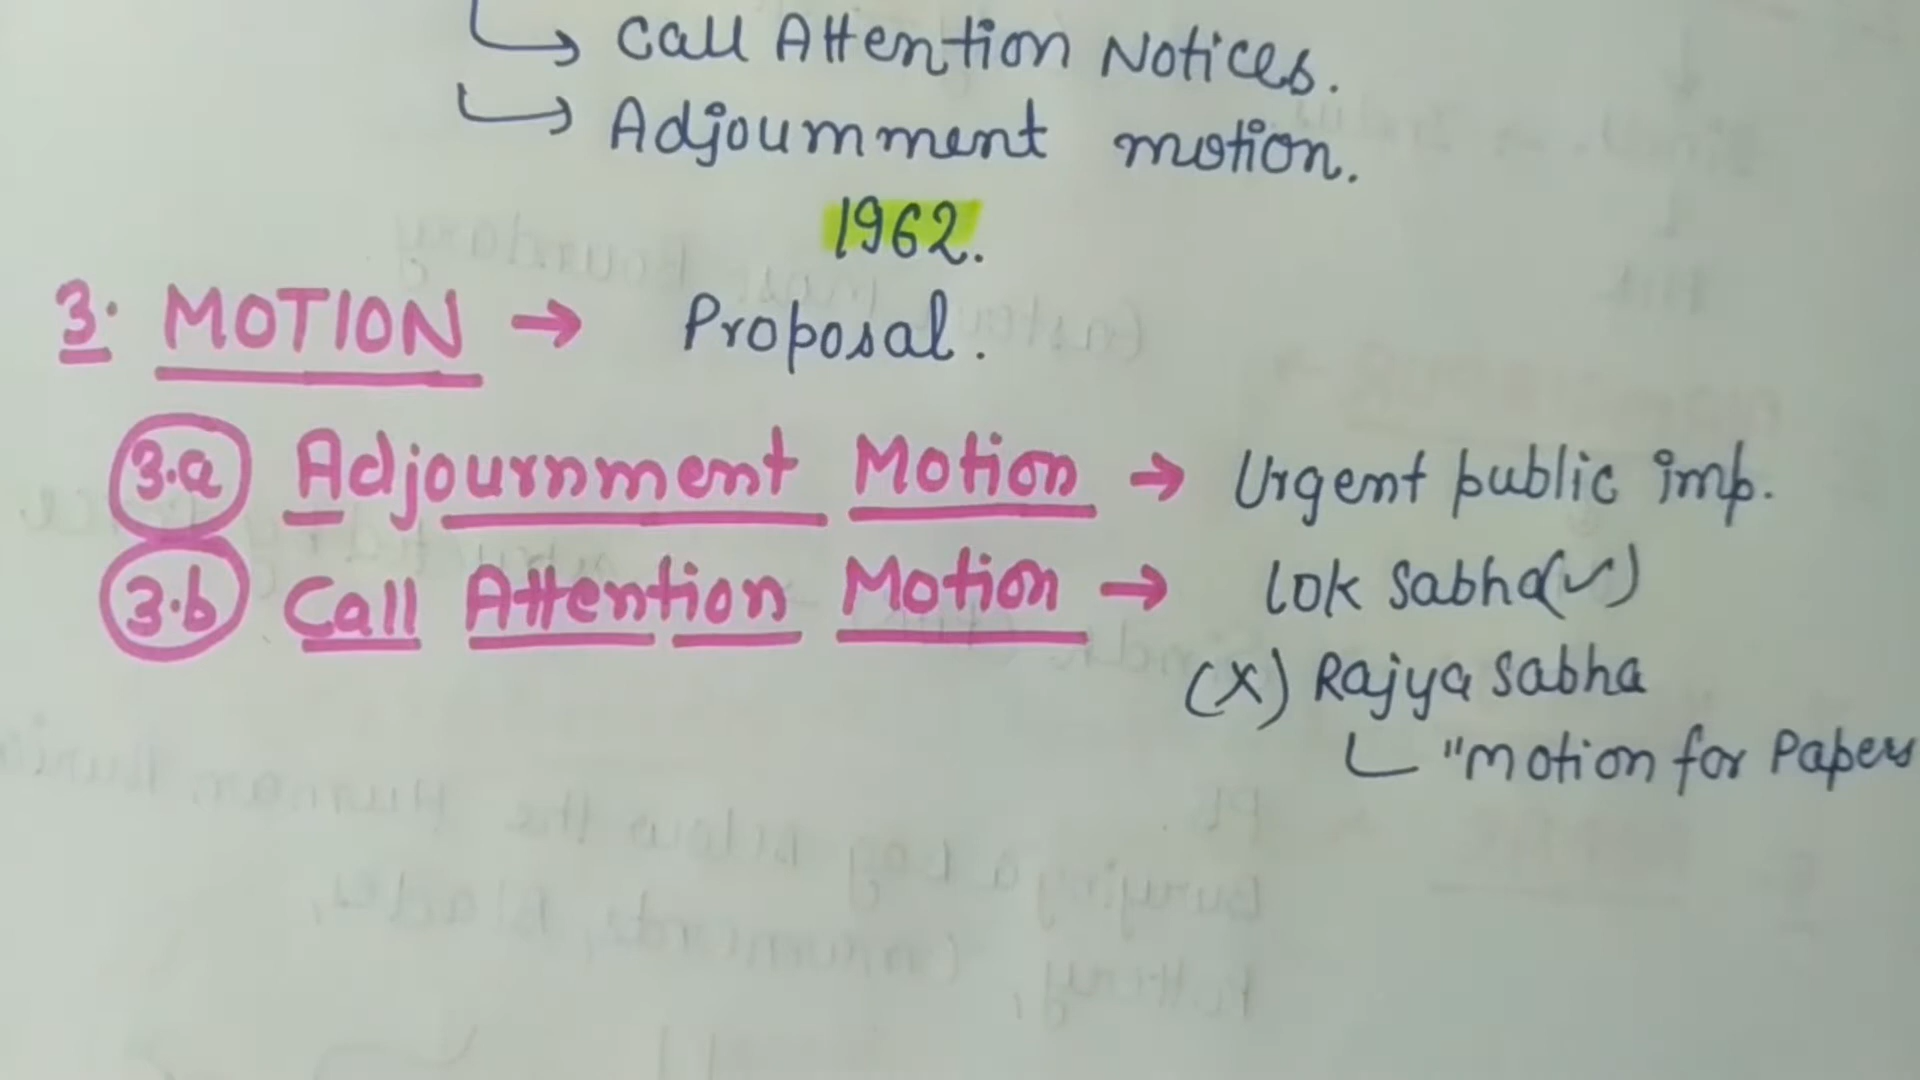 ↳ Call Attention Notices.
↳ Adjournment motion.
1962.
3. MOTION → Proposal.
3.a Adjournment Motion → Urgent public imp.
3.b Call Attention Motion → Lok Sabha(✓)
(X) Rajya Sabha
"Motion for Papers